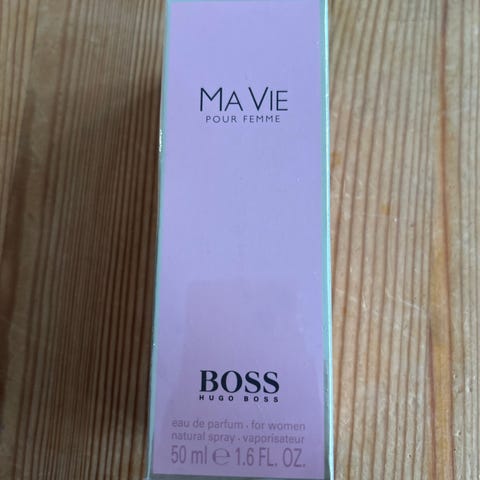 MA VIE
POUR FEMME
BOSS
HUGO BOSS
eau de parfum · for women
natural spray · vaporisateur
50 ml ℮ 1.6 FL. OZ.